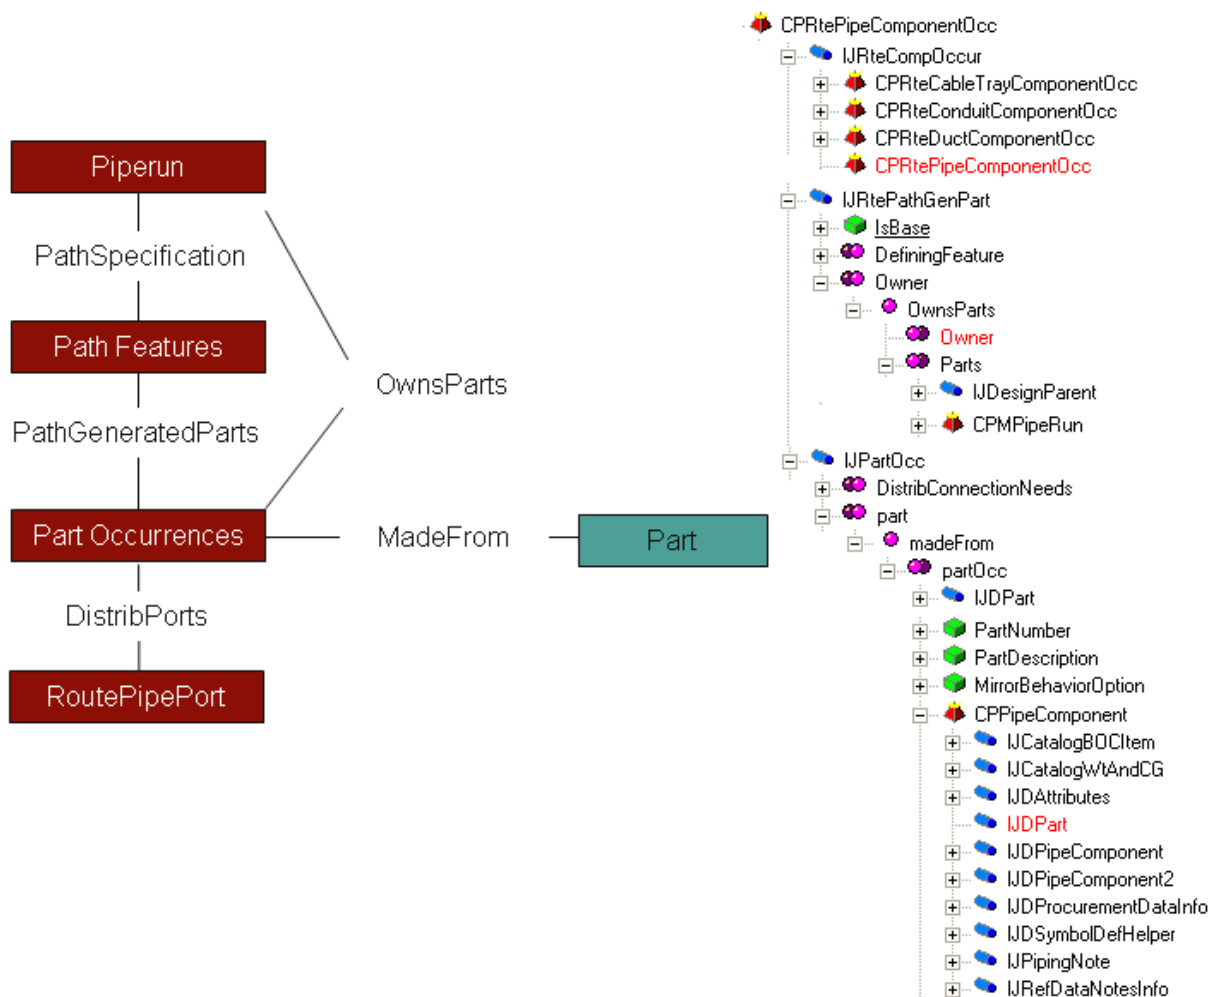 Piperun
PathSpecification
Path Features
OwnsParts
PathGeneratedParts
Part Occurrences
MadeFrom
Part
DistribPorts
RoutePipePort
CPRtePipeComponentOcc
IJRteCompOccur
CPRteCableTrayComponentOcc
CPRteConduitComponentOcc
CPRteDuctComponentOcc
CPRtePipeComponentOcc
IJRtePathGenPart
IsBase
DefiningFeature
Owner
OwnsParts
Owner
Parts
IJDesignParent
CPMPipeRun
IJPartOcc
DistribConnectionNeeds
part
madeFrom
partOcc
IJDPart
PartNumber
PartDescription
MirrorBehaviorOption
CPPipeComponent
IJCatalogBOCItem
IJCatalogWtAndCG
IJDAttributes
IJDPart
IJDPipeComponent
IJDPipeComponent2
IJDProcurementDataInfo
IJDSymbolDefHelper
IJPipingNote
IJRefDataNotesInfo